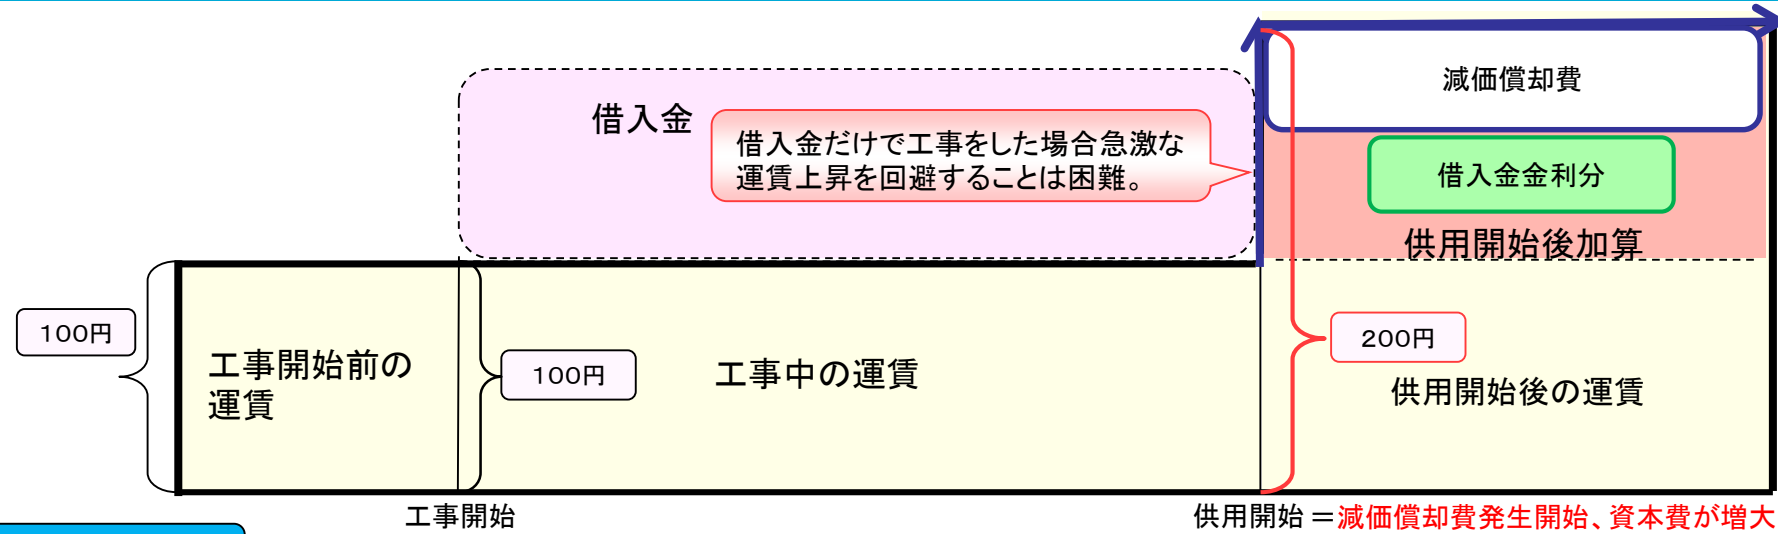 減価償却費
借入金
借入金だけで工事をした場合急激な
運賃上昇を回避することは困難。
借入金金利分
供用開始後加算
100円
工事開始前の
運賃
100円
工事中の運賃
200円
供用開始後の運賃
工事開始
供用開始＝減価償却費発生開始、資本費が増大